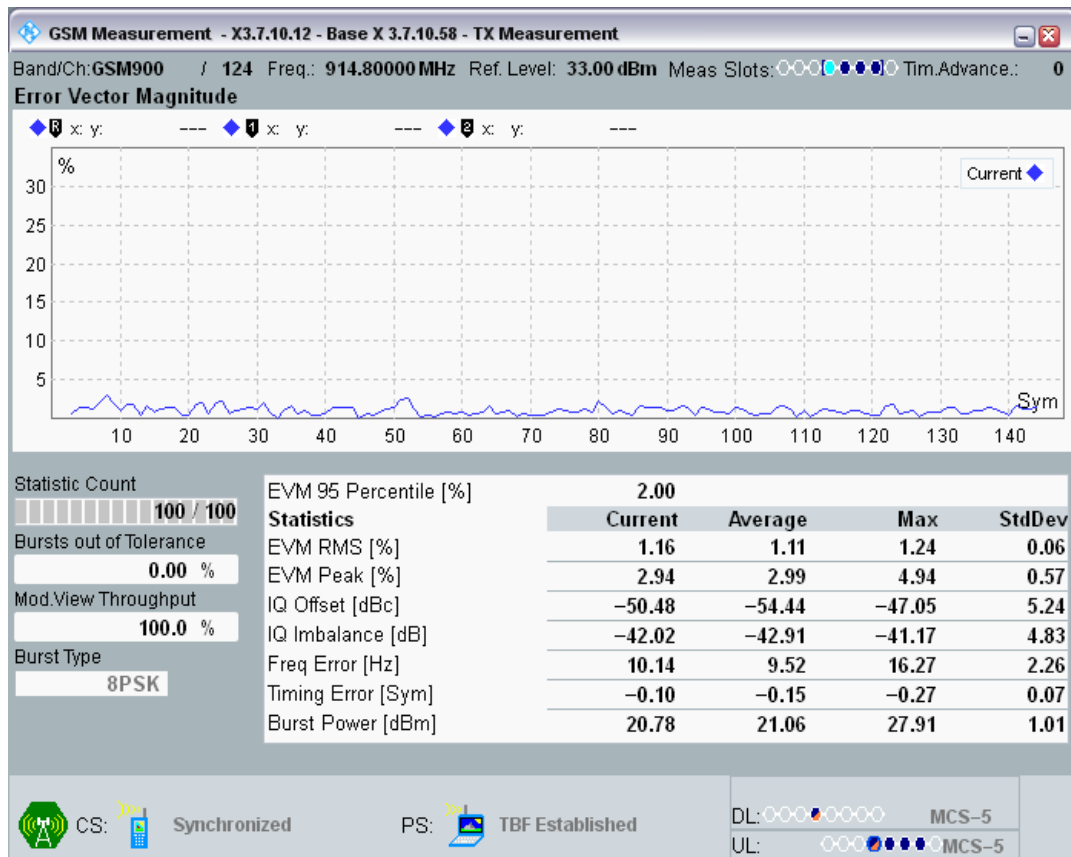 GSM Measurement - X3.7.10.12 - Base X 3.7.10.58 - TX Measurement
Band/Ch:GSM900 / 124 Freq.: 914.80000 MHz Ref. Level: 33.00 dBm Meas Slots: Tim.Advance.: 0
Error Vector Magnitude
R x: y: --- 1 x: y: --- 2 x: y: ---
%
Current
30
25
20
15
10
5
Sym
10 20 30 40 50 60 70 80 90 100 110 120 130 140
Statistic Count
100 / 100
Bursts out of Tolerance
0.00 %
Mod.View Throughput
100.0 %
Burst Type
8PSK
EVM 95 Percentile [%] 2.00
Statistics Current Average Max StdDev
EVM RMS [%] 1.16 1.11 1.24 0.06
EVM Peak [%] 2.94 2.99 4.94 0.57
IQ Offset [dBc] −50.48 −54.44 −47.05 5.24
IQ Imbalance [dB] −42.02 −42.91 −41.17 4.83
Freq Error [Hz] 10.14 9.52 16.27 2.26
Timing Error [Sym] −0.10 −0.15 −0.27 0.07
Burst Power [dBm] 20.78 21.06 27.91 1.01
CS: Synchronized PS: TBF Established
DL: MCS−5
UL: MCS−5